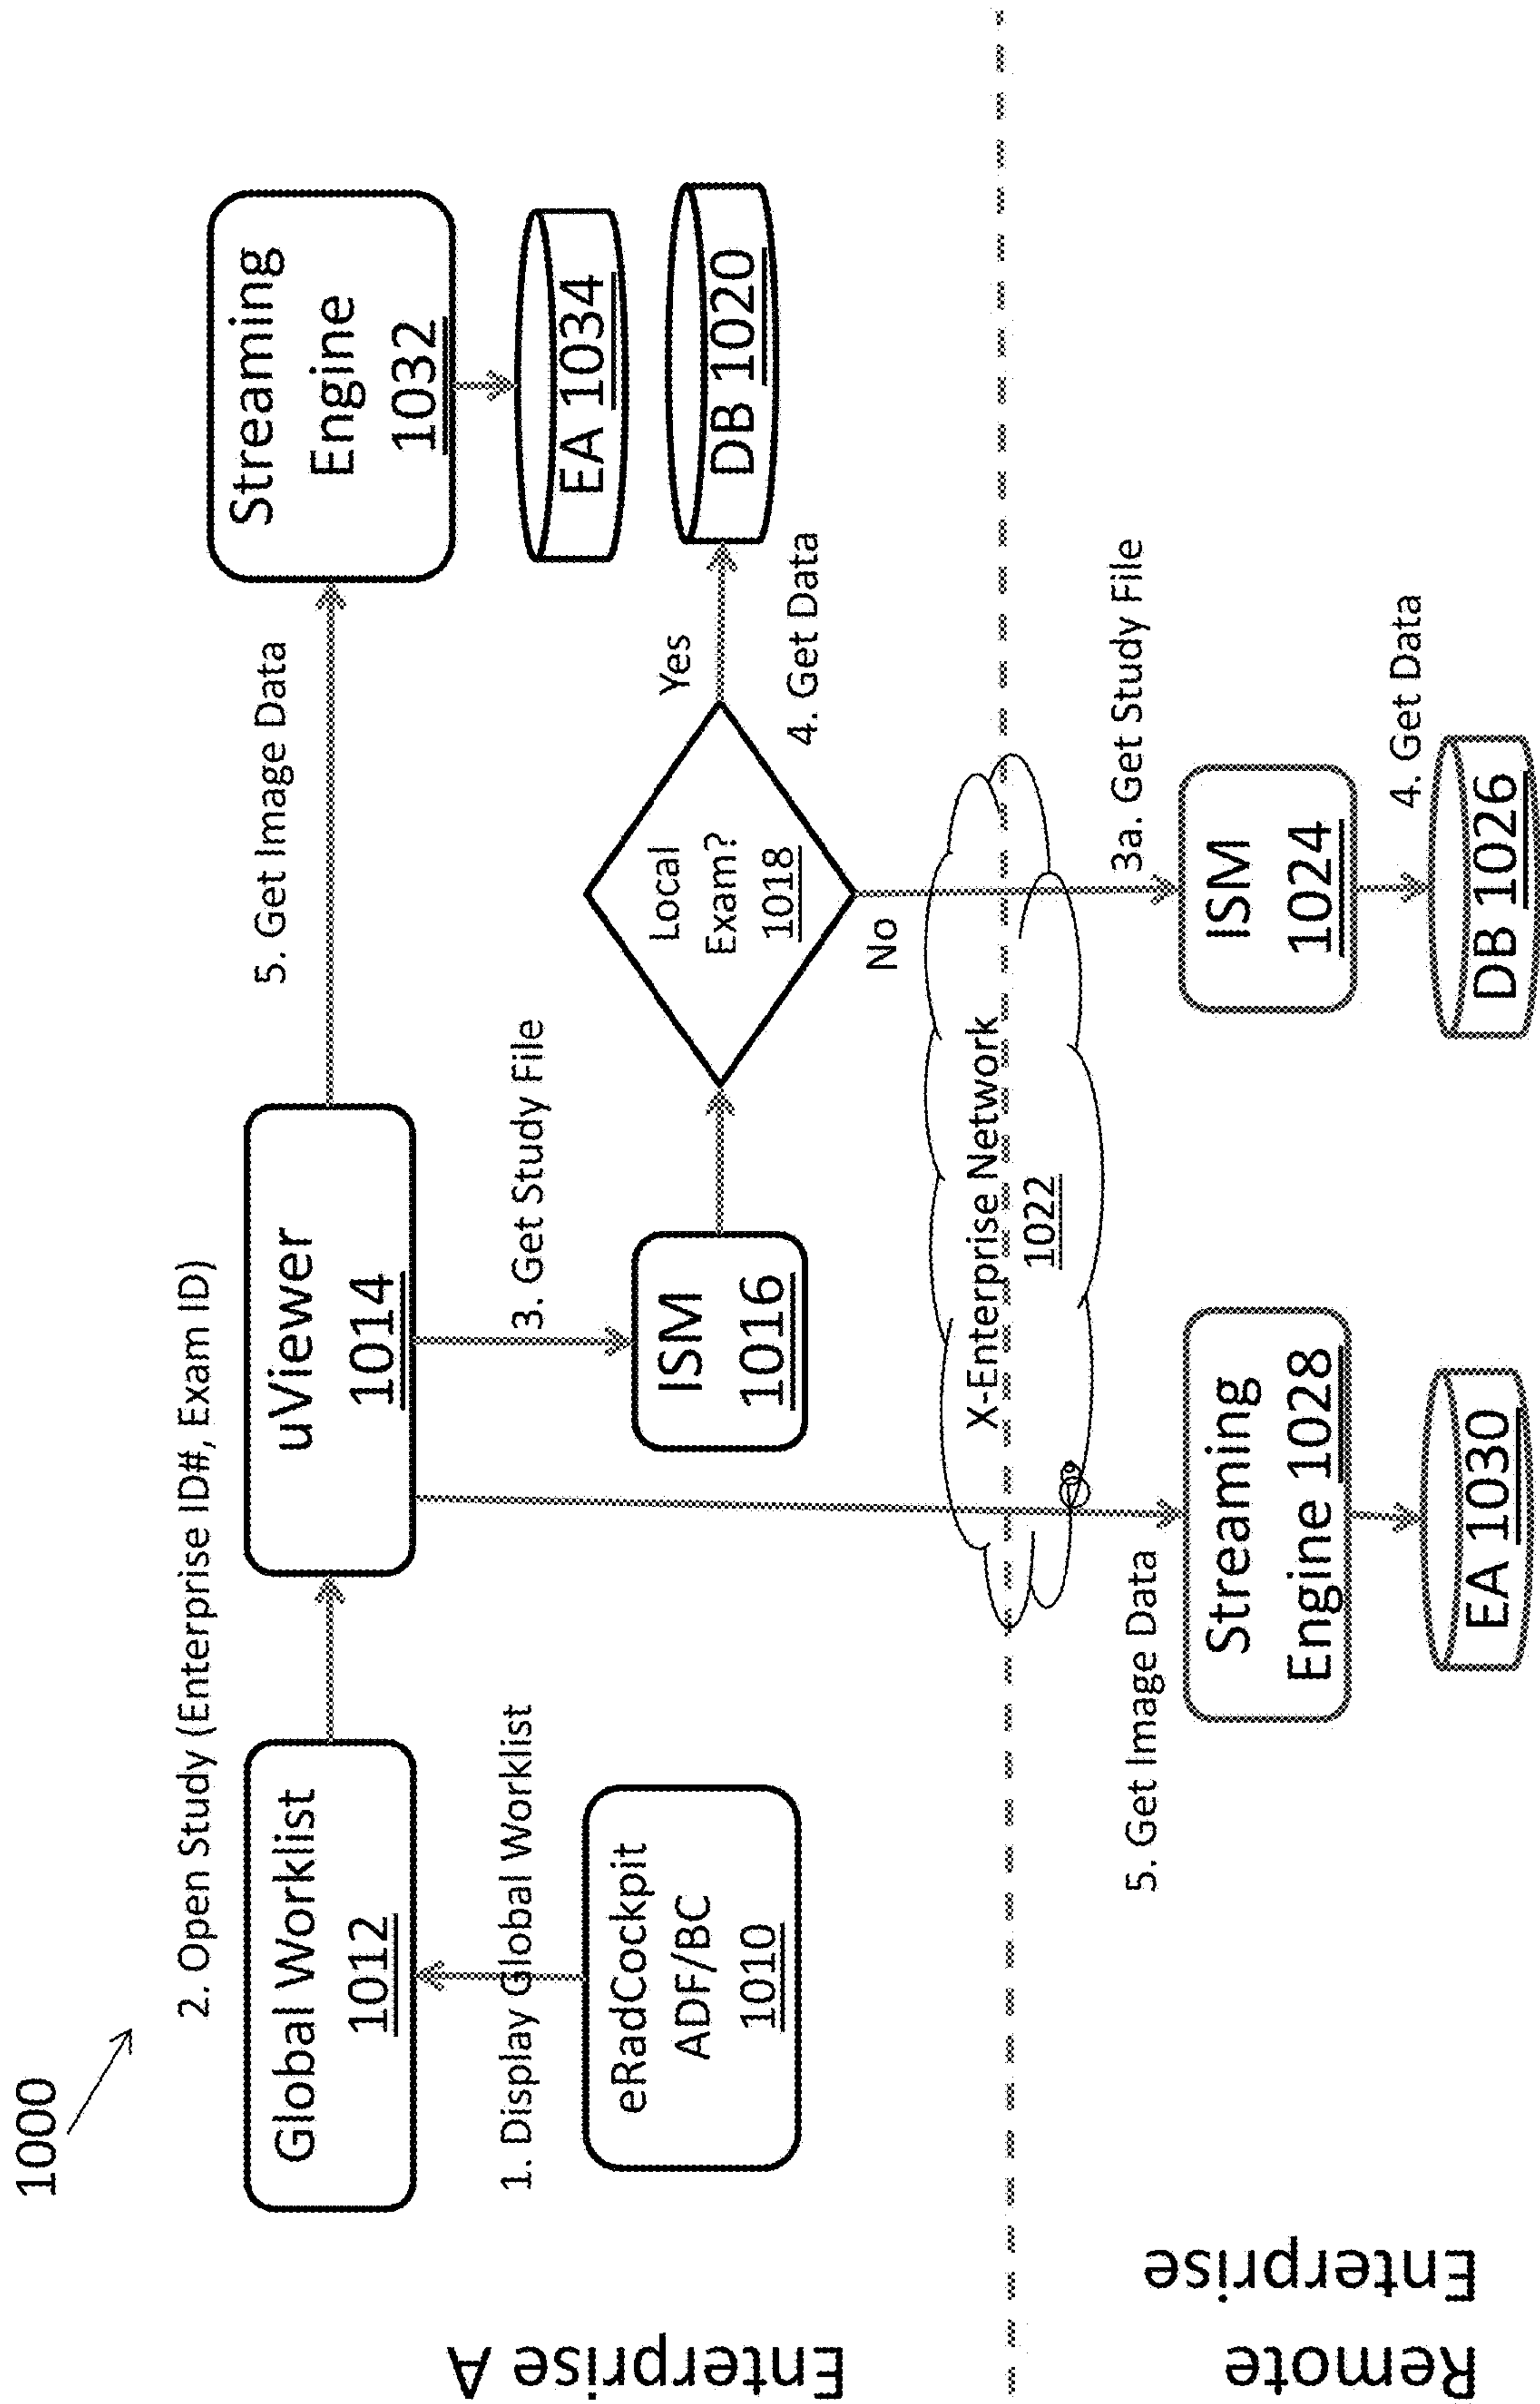 1000
2. Open Study (Enterprise ID#, Exam ID)
Global Worklist
1012
uViewer
1014
5. Get Image Data
Streaming
Engine
1032
EA 1034
1. Display Global Worklist
eRadCockpit
ADF/BC
1010
3. Get Study File
ISM
1016
Local
Exam?
1018
Yes
4. Get Data
DB 1020
No
Enterprise A
X-Enterprise Network
1022
Remote
Enterprise
5. Get Image Data
Streaming
Engine 1028
EA 1030
3a. Get Study File
ISM
1024
4. Get Data
DB 1026